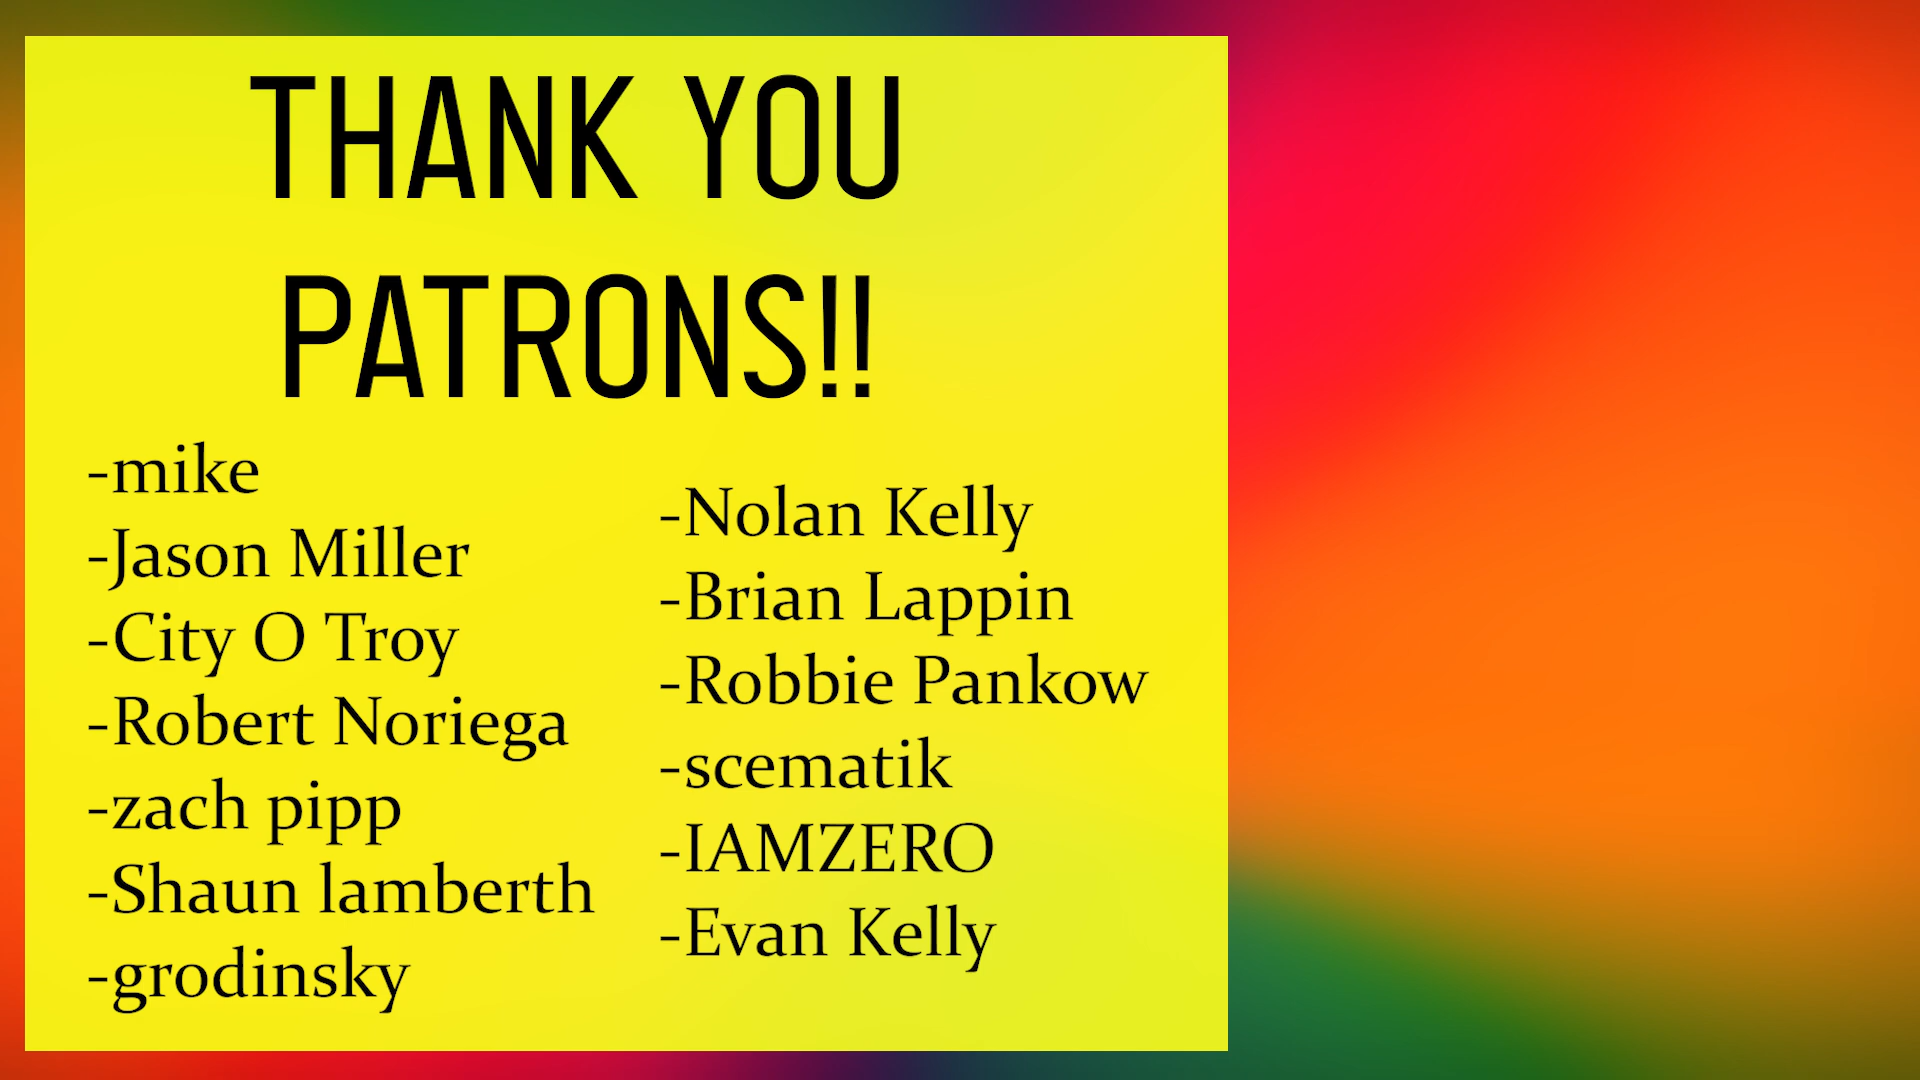 THANK YOU
PATRONS!!
-mike
-Jason Miller
-City O Troy
-Robert Noriega
-zach pipp
-Shaun lamberth
-grodinsky
-Nolan Kelly
-Brian Lappin
-Robbie Pankow
-scematik
-IAMZERO
-Evan Kelly